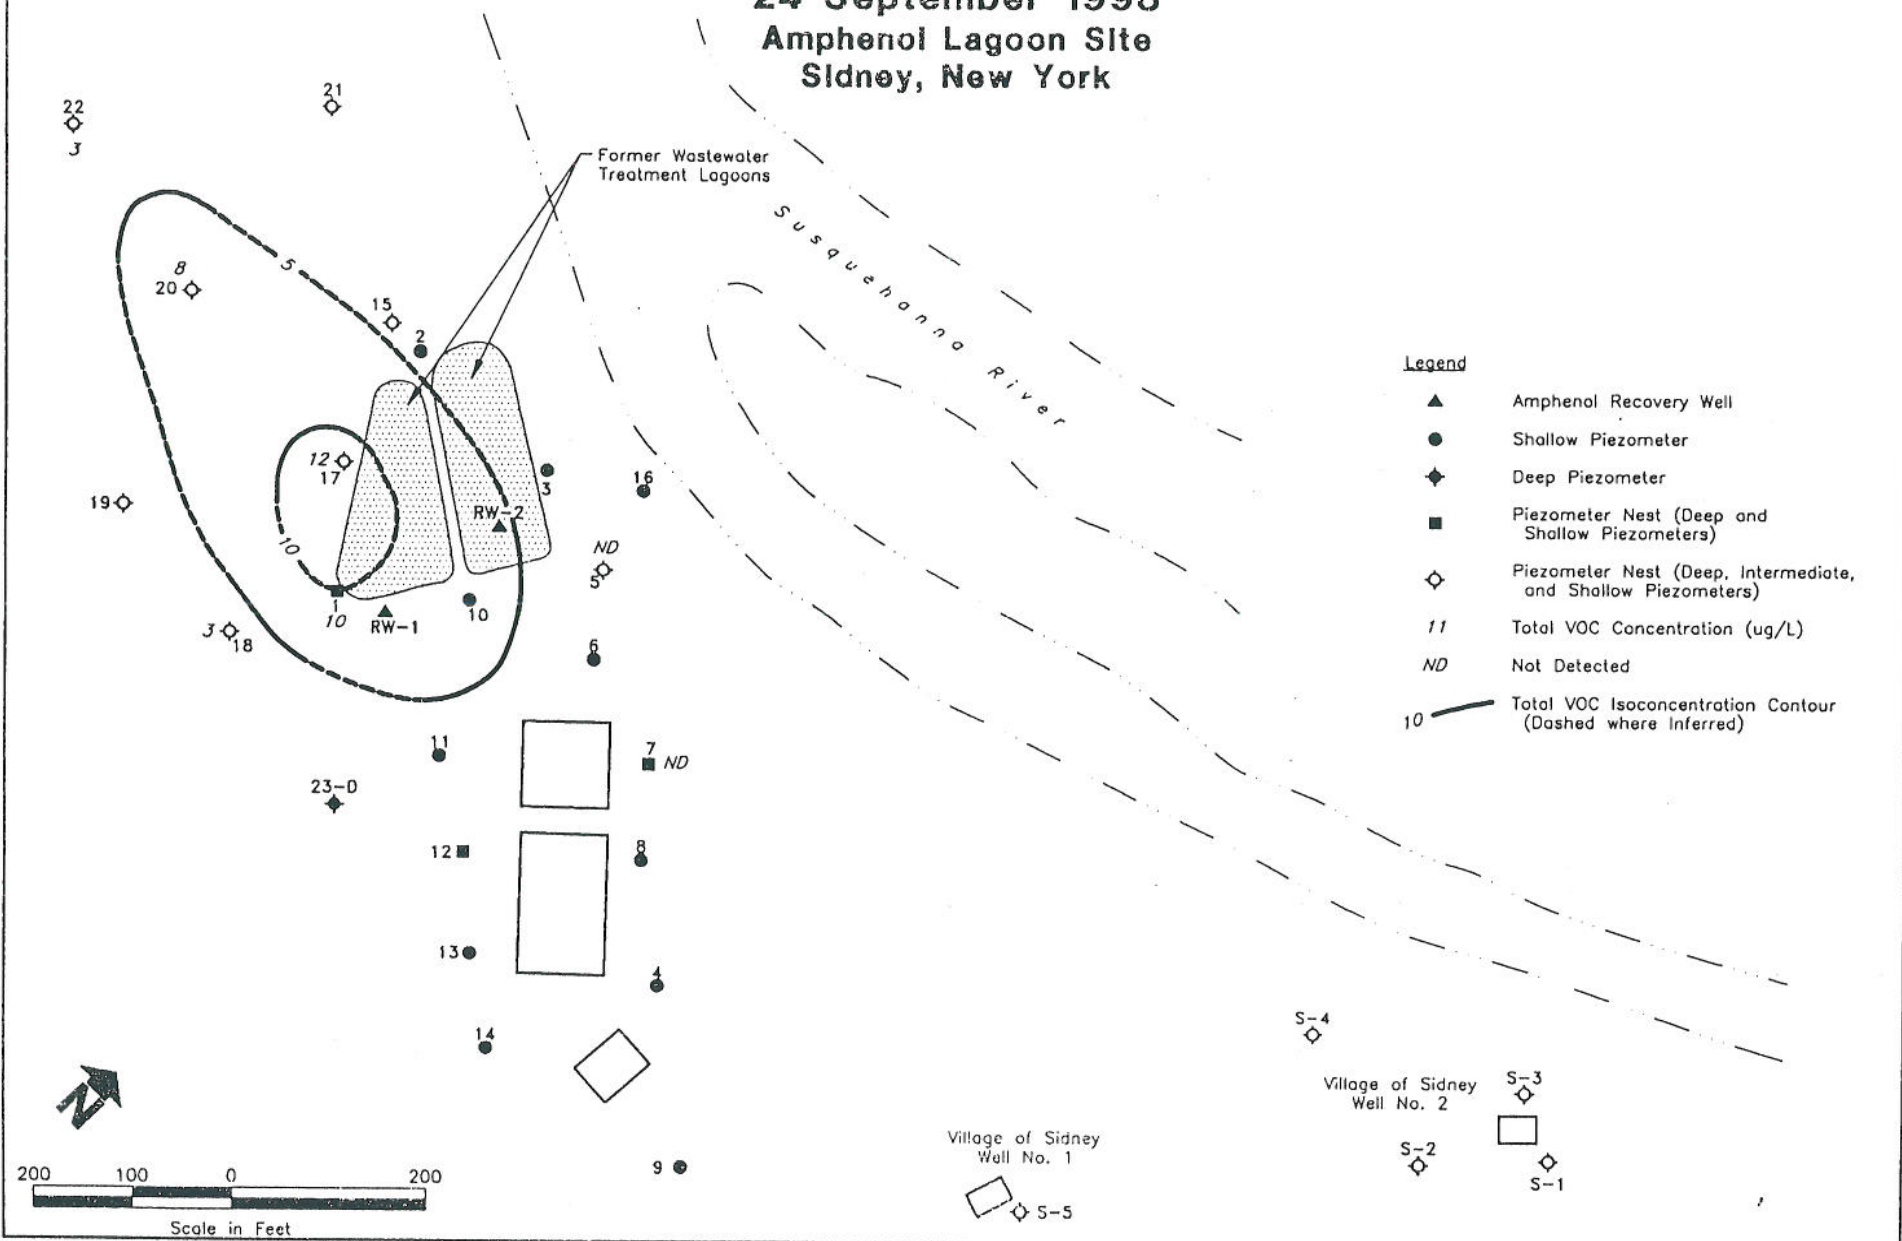 24 September 1998
Amphenol Lagoon Site
Sidney, New York
21
22
3
Former Wastewater
Treatment Lagoons
Susquehanna River
5
8
20
15
2
12
17
10
19
RW-2
3
16
ND
5
1
10
RW-1
10
3
18
6
11
7
ND
23-D
12
8
13
4
14
9
N
200 100 0 200
Scale in Feet
Village of Sidney
Well No. 1
S-5
S-4
Village of Sidney
Well No. 2
S-3
S-2
S-1
Legend
Amphenol Recovery Well
Shallow Piezometer
Deep Piezometer
Piezometer Nest (Deep and
Shallow Piezometers)
Piezometer Nest (Deep, Intermediate,
and Shallow Piezometers)
11 Total VOC Concentration (ug/L)
ND Not Detected
10 Total VOC Isoconcentration Contour
(Dashed where Inferred)